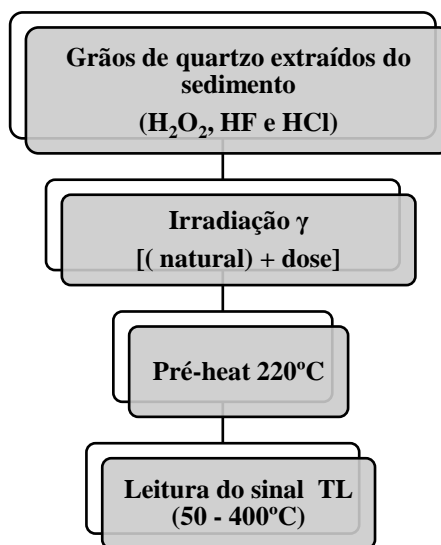 Grãos de quartzo extraídos do
sedimento
(H₂O₂, HF e HCl)
Irradiação γ
[( natural) + dose]
Pré-heat 220ºC
Leitura do sinal TL
(50 - 400ºC)